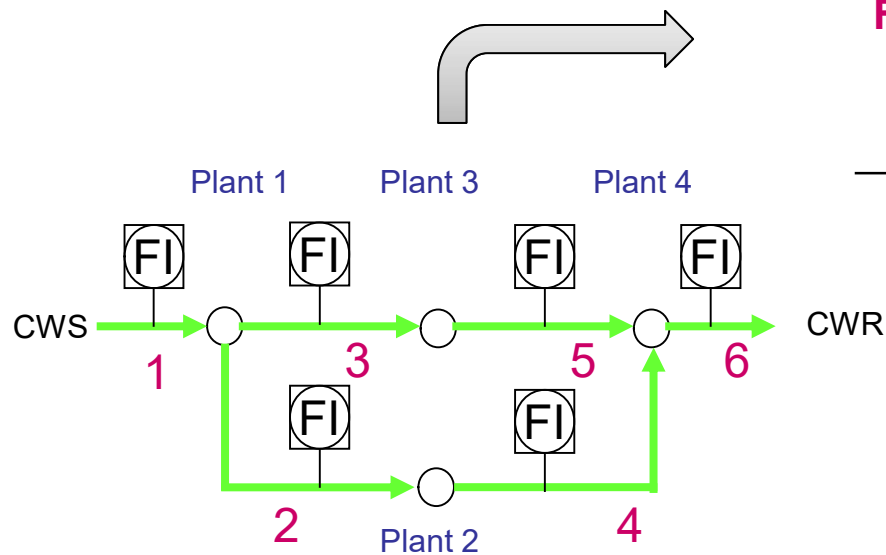 F
Plant 1 Plant 3 Plant 4
FI FI FI FI
CWS CWR
1 3 5 6
FI FI
2 4
Plant 2